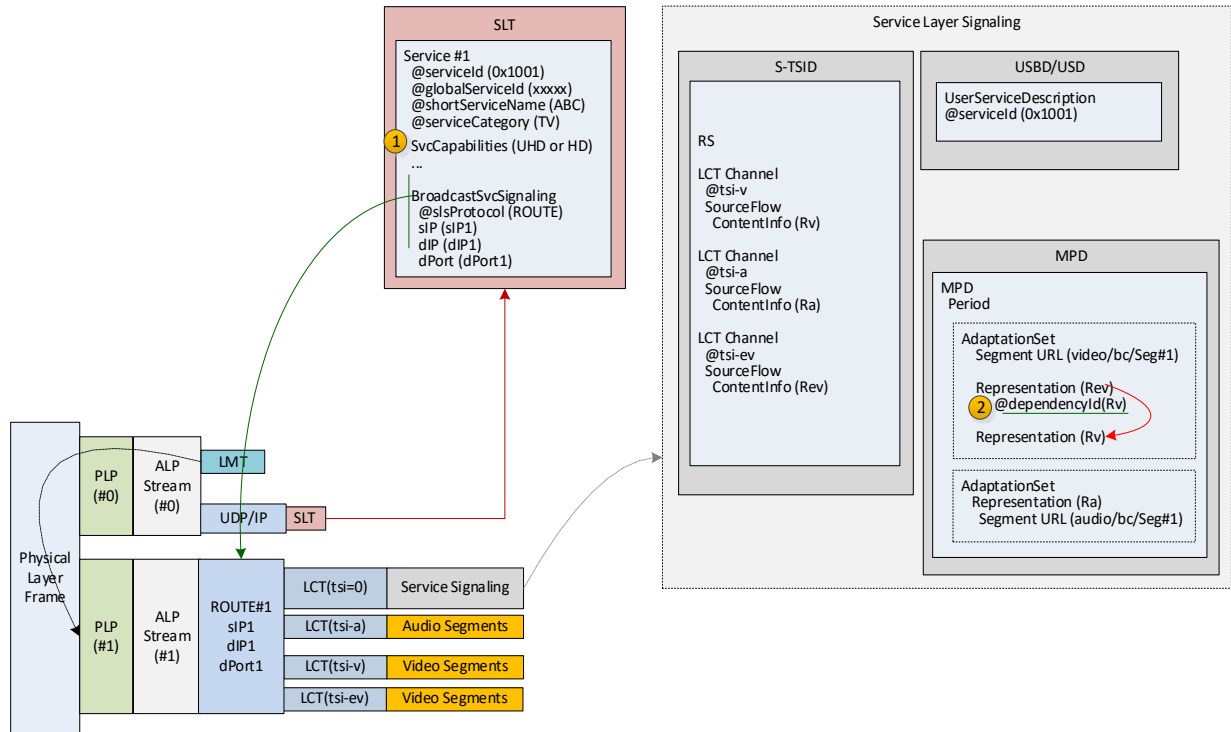 SLT
Service #1
@serviceId (0x1001)
@globalServiceId (xxxxx)
@shortServiceName (ABC)
@serviceCategory (TV)
1
SvcCapabilities (UHD or HD)
...
BroadcastSvcSignaling
@slsProtocol (ROUTE)
sIP (sIP1)
dIP (dIP1)
dPort (dPort1)
Service Layer Signaling
S-TSID
RS
LCT Channel
@tsi-v
SourceFlow
ContentInfo (Rv)
LCT Channel
@tsi-a
SourceFlow
ContentInfo (Ra)
LCT Channel
@tsi-ev
SourceFlow
ContentInfo (Rev)
USBD/USD
UserServiceDescription
@serviceId (0x1001)
MPD
MPD
Period
AdaptationSet
Segment URL (video/bc/Seg#1)
Representation (Rev)
2
@dependencyId(Rv)
Representation (Rv)
AdaptationSet
Representation (Ra)
Segment URL (audio/bc/Seg#1)
Physical
Layer
Frame
PLP
(#0)
ALP
Stream
(#0)
LMT
UDP/IP
SLT
PLP
(#1)
ALP
Stream
(#1)
ROUTE#1
sIP1
dIP1
dPort1
LCT(tsi=0)
Service Signaling
LCT(tsi-a)
Audio Segments
LCT(tsi-v)
Video Segments
LCT(tsi-ev)
Video Segments